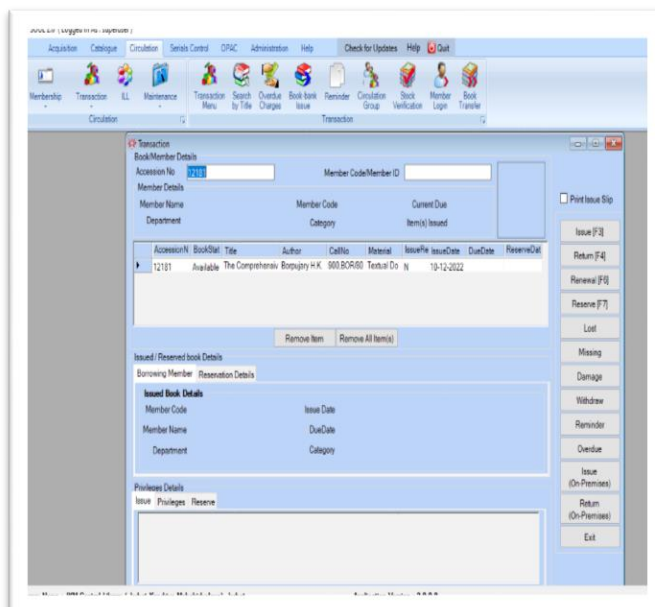 Acquisition Catalogue Circulation Serials Control OPAC Administration Help Check for Updates Help Quit
Membership Transaction ILL Maintenance Transaction Menu Search by Title Overdue Charges Book-bank Issue Reminder Circulation Group Stock Verification Member Login Book Transfer
Circulation Transaction
Transaction
Book/Member Details
Accession No 12181 Member Code/Member ID
Member Details
Member Name Member Code Current Due
Department Category Item(s) Issued
AccessionN BookStat Title Author CallNo Material IssueRe IssueDate DueDate ReserveDat
12181 Available The Comprehensiv Borpujary H.K. 900,BOR/80 Textual Do N 10-12-2022
Remove Item Remove All Item(s)
Issued / Reserved book Details
Borrowing Member Reservation Details
Issued Book Details
Member Code Issue Date
Member Name DueDate
Department Category
Privileges Details
Issue Privileges Reserve
Print Issue Slip
Issue [F3]
Return [F4]
Renewal [F6]
Reserve [F7]
Lost
Missing
Damage
Withdraw
Reminder
Overdue
Issue
(On-Premises)
Return
(On-Premises)
Exit